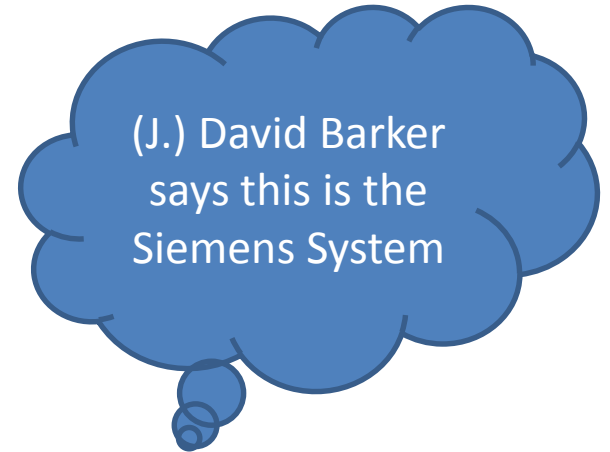 (J.) David Barker
says this is the
Siemens System